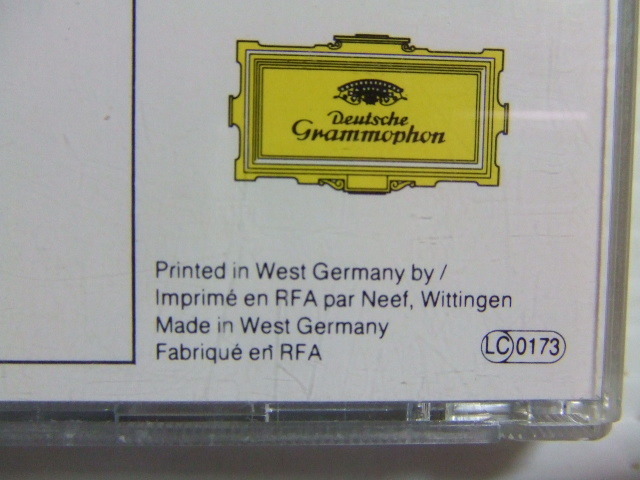 Deutsche
Grammophon
Printed in West Germany by /
Imprimé en RFA par Neef, Wittingen
Made in West Germany
Fabriqué en RFA
LC 0173